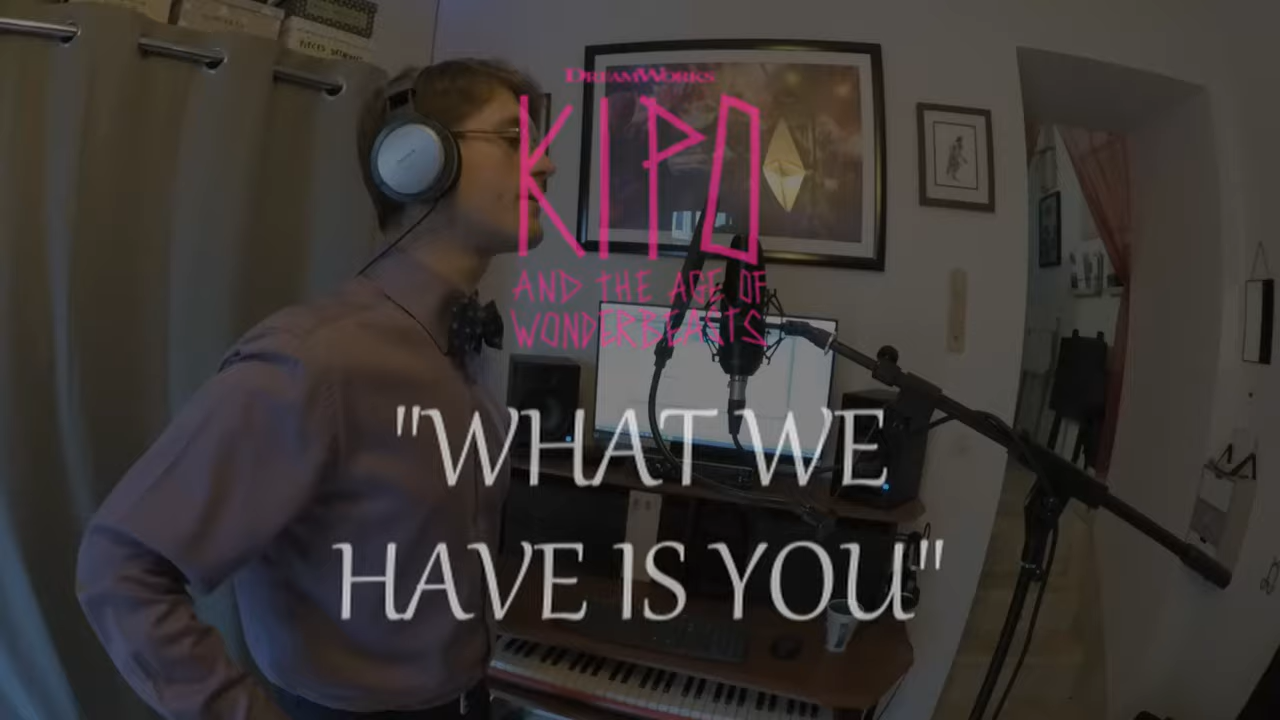 DREAMWORKS
KIPO
AND THE AGE OF
WONDERBEASTS
"WHAT WE
HAVE IS YOU"